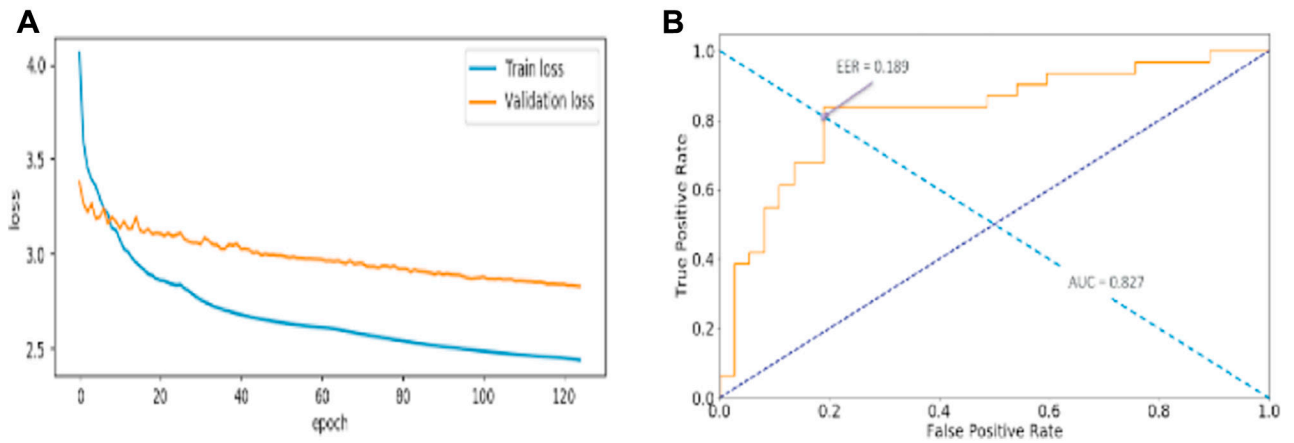 A
4.0
3.5
3.0
2.5
loss
0 20 40 60 80 100 120
epoch
Train loss
Validation loss
B
1.0
0.8
0.6
0.4
0.2
0.0
True Positive Rate
EER = 0.189
AUC = 0.827
0.0 0.2 0.4 0.6 0.8 1.0
False Positive Rate